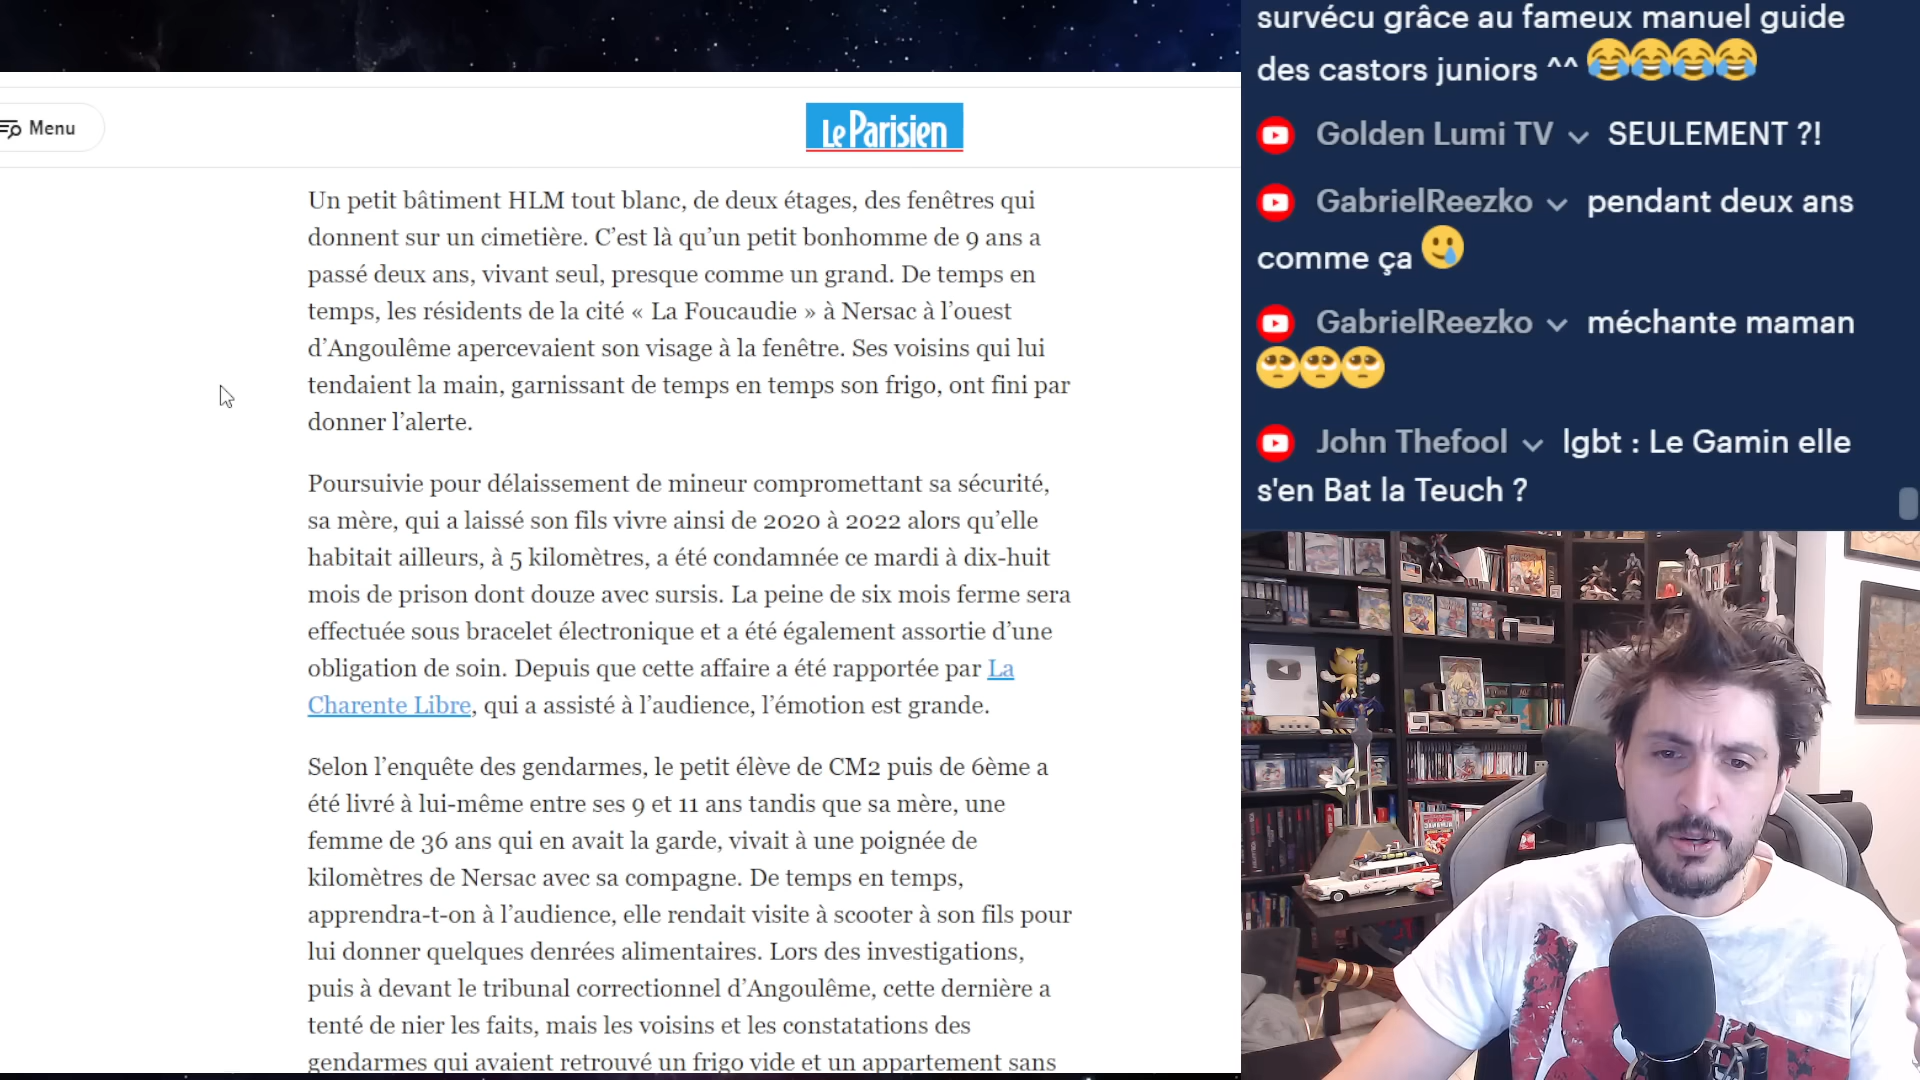 Menu
Le Parisien
Un petit bâtiment HLM tout blanc, de deux étages, des fenêtres qui
donnent sur un cimetière. C’est là qu’un petit bonhomme de 9 ans a
passé deux ans, vivant seul, presque comme un grand. De temps en
temps, les résidents de la cité « La Foucaudie » à Nersac à l’ouest
d’Angoulême apercevaient son visage à la fenêtre. Ses voisins qui lui
tendaient la main, garnissant de temps en temps son frigo, ont fini par
donner l’alerte.
Poursuivie pour délaissement de mineur compromettant sa sécurité,
sa mère, qui a laissé son fils vivre ainsi de 2020 à 2022 alors qu’elle
habitait ailleurs, à 5 kilomètres, a été condamnée ce mardi à dix-huit
mois de prison dont douze avec sursis. La peine de six mois ferme sera
effectuée sous bracelet électronique et a été également assortie d’une
obligation de soin. Depuis que cette affaire a été rapportée par La
Charente Libre, qui a assisté à l’audience, l’émotion est grande.
Selon l’enquête des gendarmes, le petit élève de CM2 puis de 6ème a
été livré à lui-même entre ses 9 et 11 ans tandis que sa mère, une
femme de 36 ans qui en avait la garde, vivait à une poignée de
kilomètres de Nersac avec sa compagne. De temps en temps,
apprendra-t-on à l’audience, elle rendait visite à scooter à son fils pour
lui donner quelques denrées alimentaires. Lors des investigations,
puis à devant le tribunal correctionnel d’Angoulême, cette dernière a
tenté de nier les faits, mais les voisins et les constatations des
gendarmes qui avaient retrouvé un frigo vide et un appartement sans
survécu grâce au fameux manuel guide
des castors juniors ^^ 😂😂😂😂
Golden Lumi TV SEULEMENT ?!
GabrielReezko pendant deux ans
comme ça 🥲
GabrielReezko méchante maman
🥺🥺🥺
John Thefool lgbt : Le Gamin elle
s'en Bat la Teuch ?